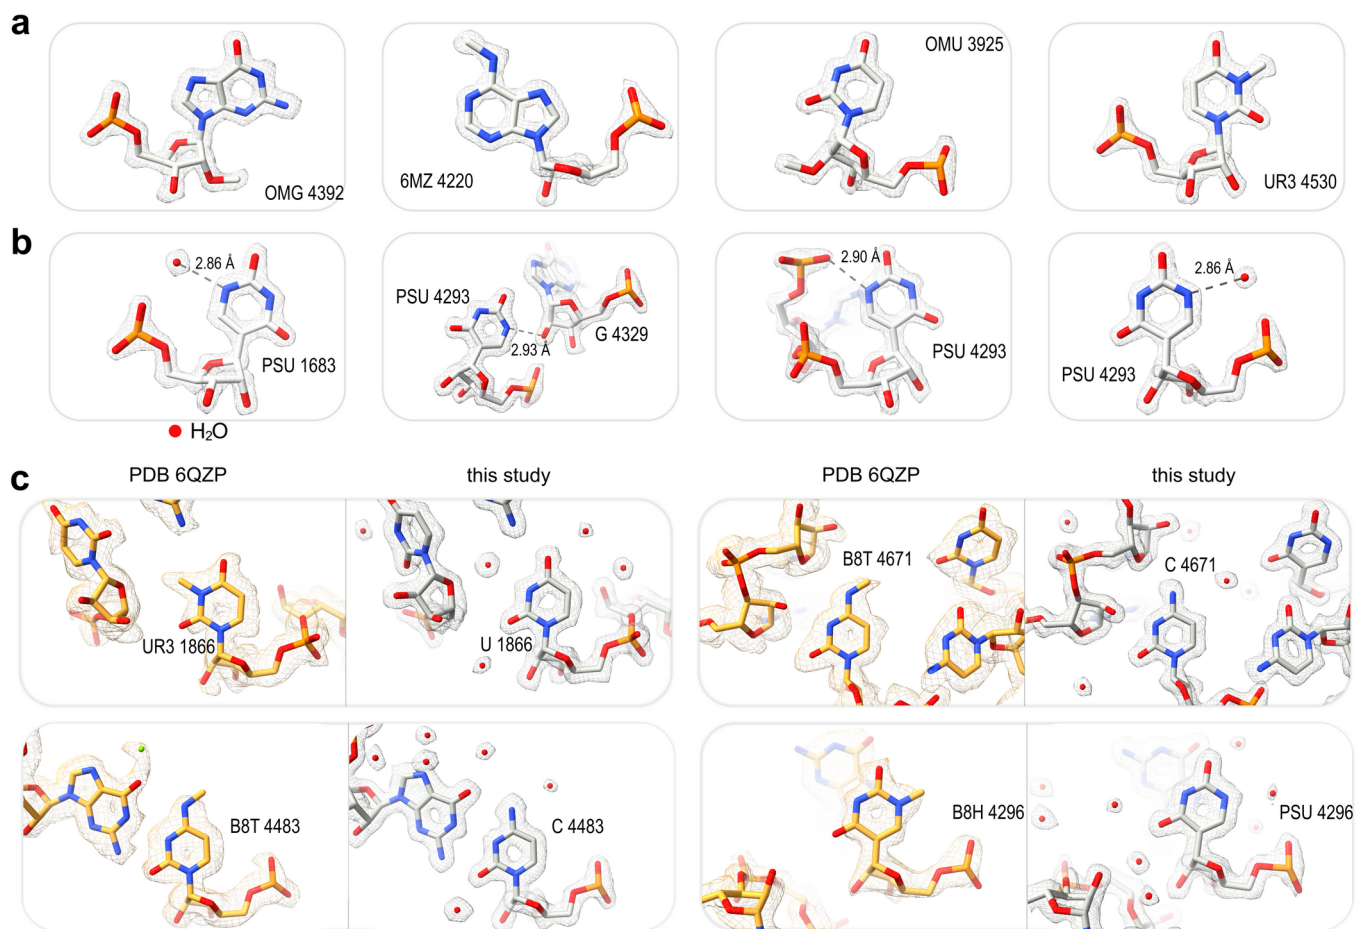 a
OMG 4392
6MZ 4220
OMU 3925
UR3 4530
b
2.86 Å
PSU 1683
PSU 4293
2.93 Å
G 4329
2.90 Å
PSU 4293
2.86 Å
PSU 4293
H₂O
c
PDB 6QZP
this study
PDB 6QZP
this study
UR3 1866
U 1866
B8T 4671
C 4671
B8T 4483
C 4483
B8H 4296
PSU 4296